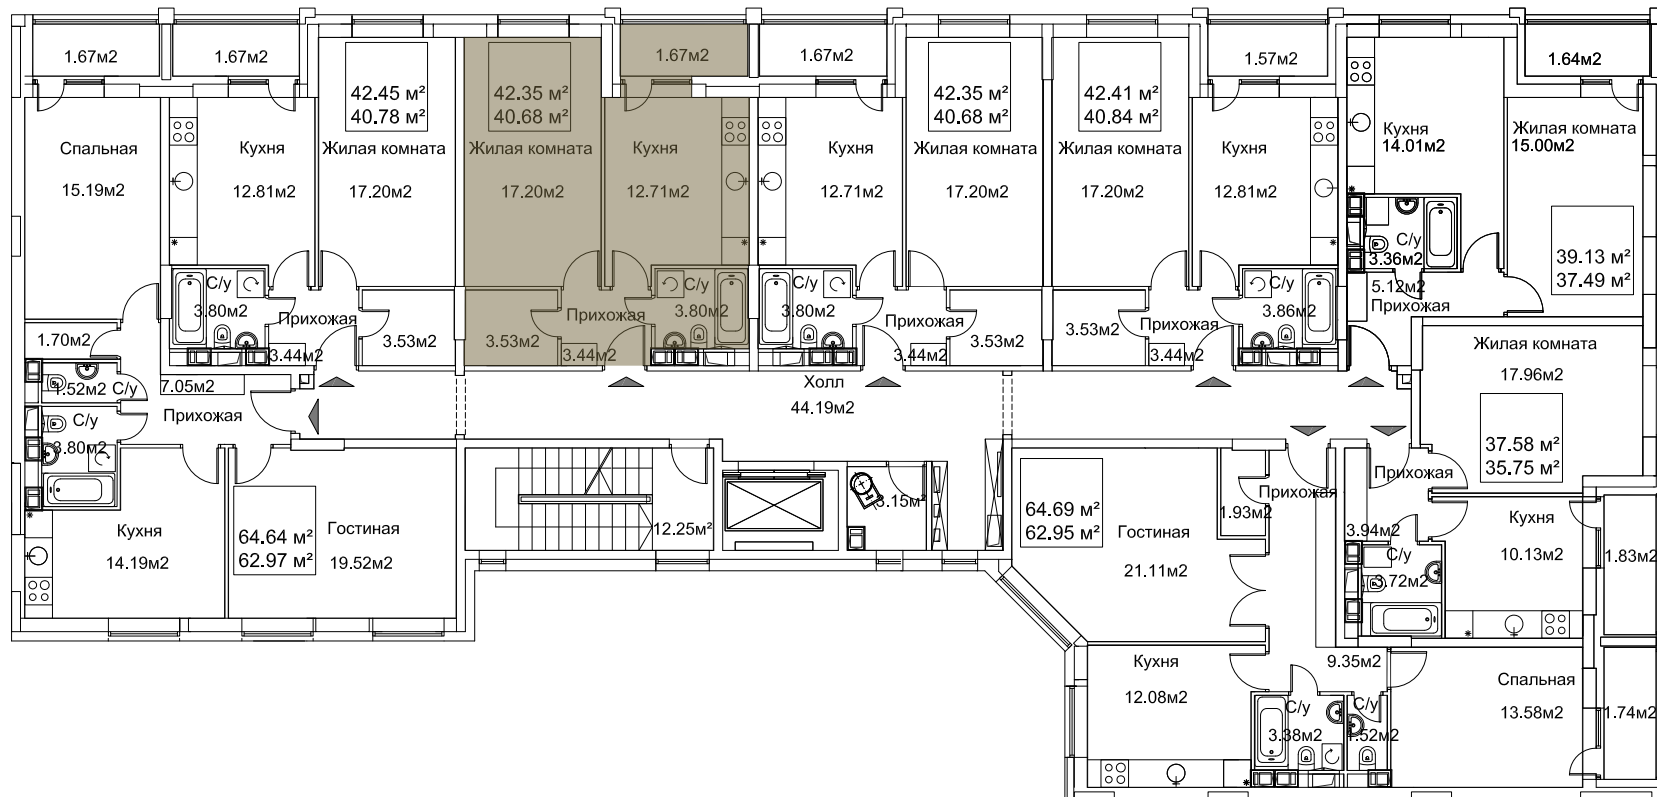 1.67м2
1.67м2
1.67м2
1.67м2
1.57м2
1.64м2
42.45 м²
40.78 м²
42.35 м²
40.68 м²
42.35 м²
40.68 м²
42.41 м²
40.84 м²
Спальная
15.19м2
Кухня
12.81м2
Жилая комната
17.20м2
Жилая комната
17.20м2
Кухня
12.71м2
Кухня
12.71м2
Жилая комната
17.20м2
Жилая комната
17.20м2
Кухня
12.81м2
Кухня
14.01м2
Жилая комната
15.00м2
39.13 м²
37.49 м²
С/у
3.36м2
5.12м2
Прихожая
1.70м2
С/у
3.80м2
Прихожая
3.44м2
3.53м2
3.53м2
Прихожая
3.44м2
С/у
3.80м2
С/у
3.80м2
Прихожая
3.44м2
3.53м2
3.53м2
Прихожая
3.44м2
С/у
3.86м2
Жилая комната
17.96м2
37.58 м²
35.75 м²
1.52м2
С/у
7.05м2
Прихожая
С/у
3.80м2
Холл
44.19м2
Кухня
14.19м2
64.64 м²
62.97 м²
Гостиная
19.52м2
12.25м²
3.15м²
64.69 м²
62.95 м²
Гостиная
21.11м2
1.93м2
Прихожая
Прихожая
3.94м2
С/у
3.72м2
Кухня
10.13м2
1.83м2
Кухня
12.08м2
9.35м2
С/у
3.38м2
С/у
1.52м2
Спальная
13.58м2
1.74м2